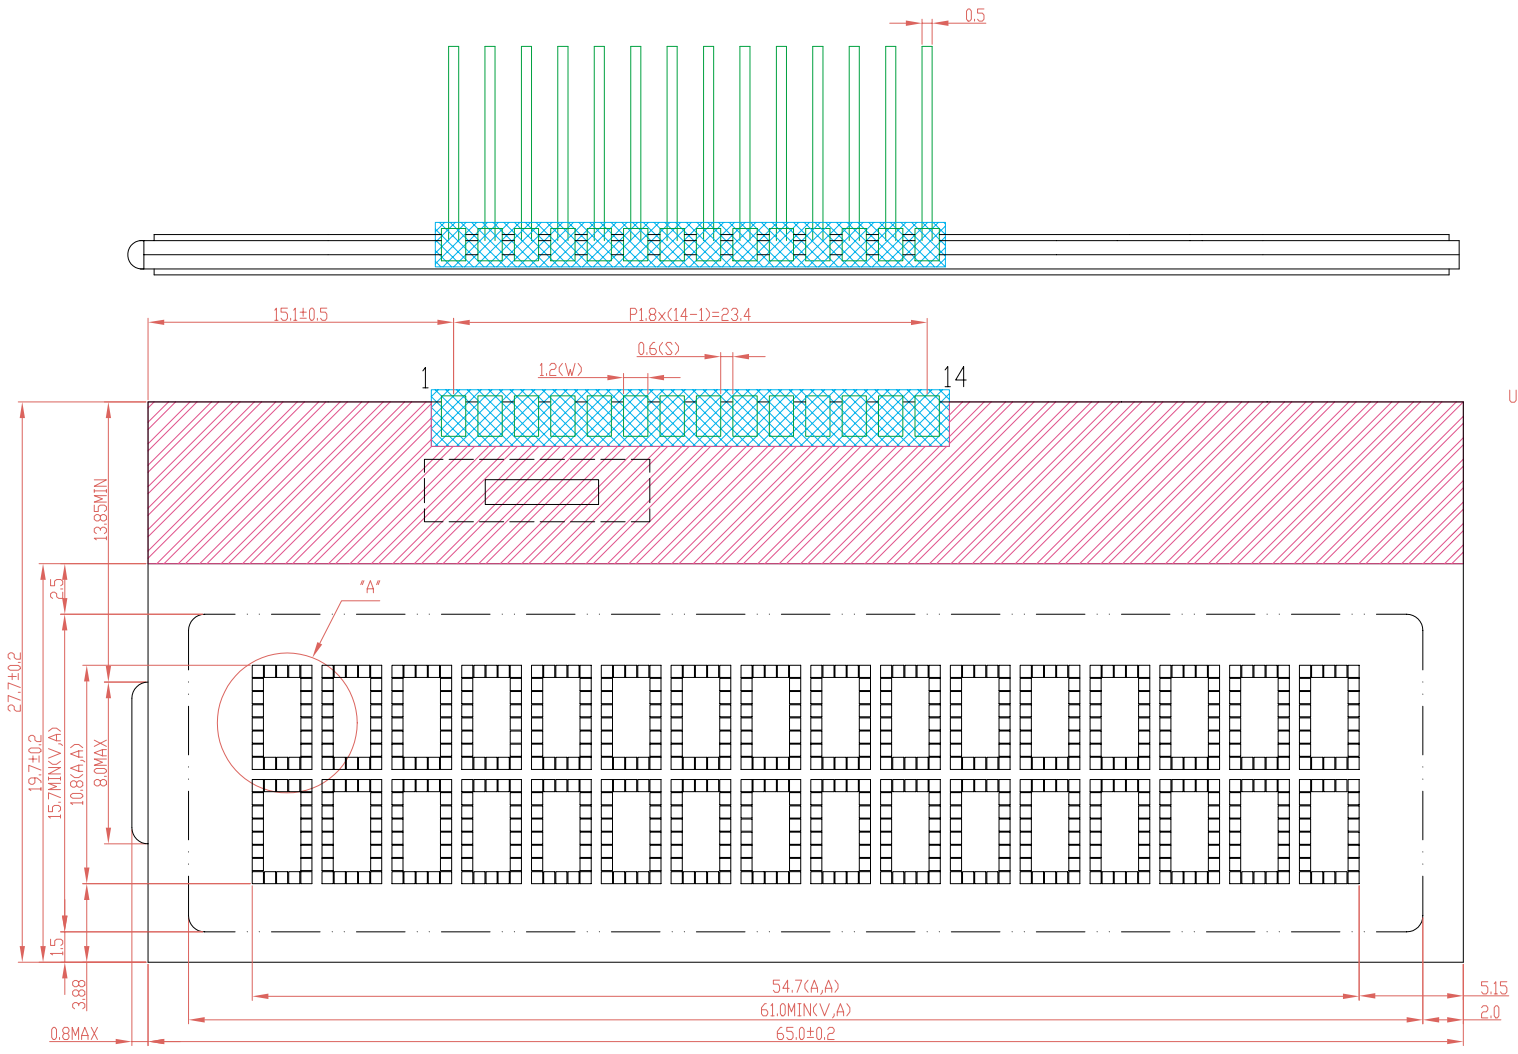 0.5
15.1±0.5
P1.8x(14-1)=23.4
0.6(S)
1.2(W)
1
14
U
13.85MIN
2.5
"A"
27.7±0.2
19.7±0.2
15.7MIN(V,A)
10.8(A,A)
8.0MAX
1.5
3.88
54.7(A,A)
5.15
61.0MIN(V,A)
2.0
0.8MAX
65.0±0.2